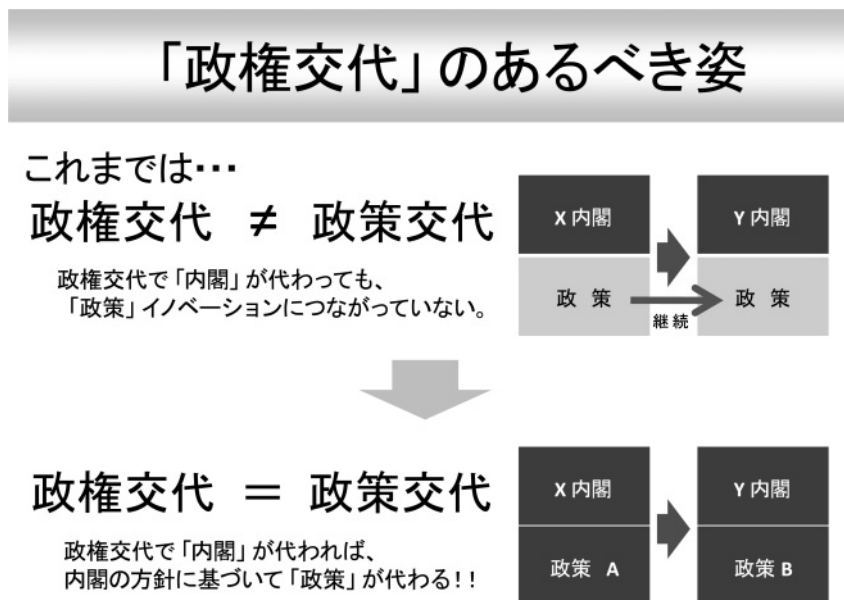 「政権交代」のあるべき姿
これまでは･･･
政権交代 ≠ 政策交代
政権交代で「内閣」が代わっても、
「政策」イノベーションにつながっていない。
X 内閣
Y 内閣
政 策
政 策
継続
政権交代 ＝ 政策交代
政権交代で「内閣」が代われば、
内閣の方針に基づいて「政策」が代わる！！
X 内閣
Y 内閣
政策 A
政策 B